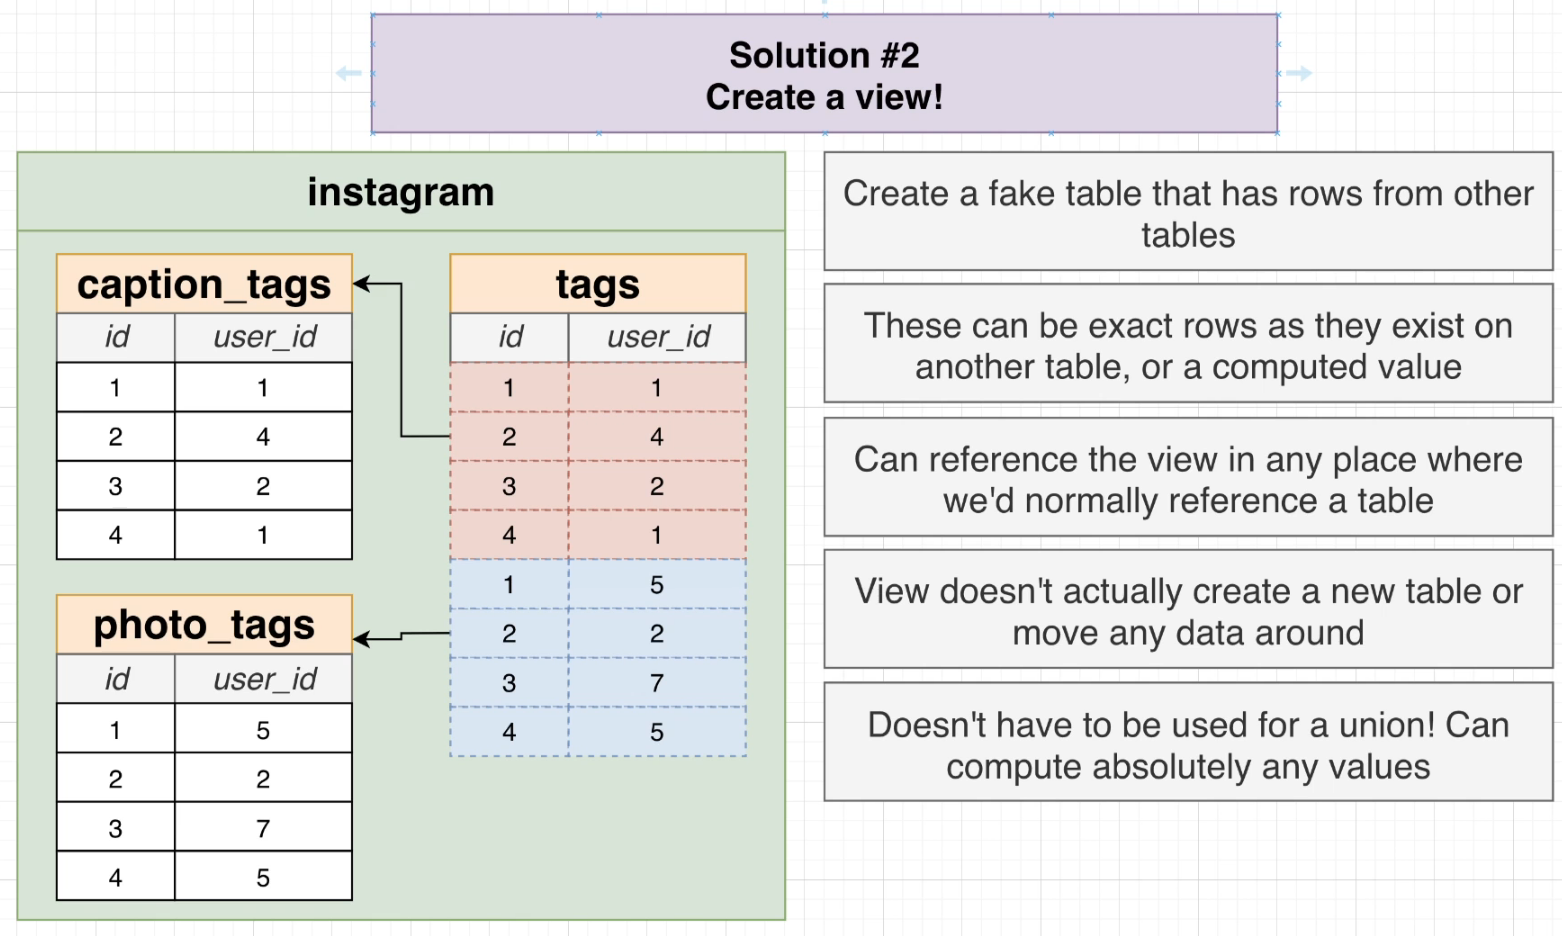 Solution #2
Create a view!
instagram
caption_tags
id user_id
1 1
2 4
3 2
4 1
photo_tags
id user_id
1 5
2 2
3 7
4 5
tags
id user_id
1 1
2 4
3 2
4 1
1 5
2 2
3 7
4 5
Create a fake table that has rows from other
tables
These can be exact rows as they exist on
another table, or a computed value
Can reference the view in any place where
we'd normally reference a table
View doesn't actually create a new table or
move any data around
Doesn't have to be used for a union! Can
compute absolutely any values